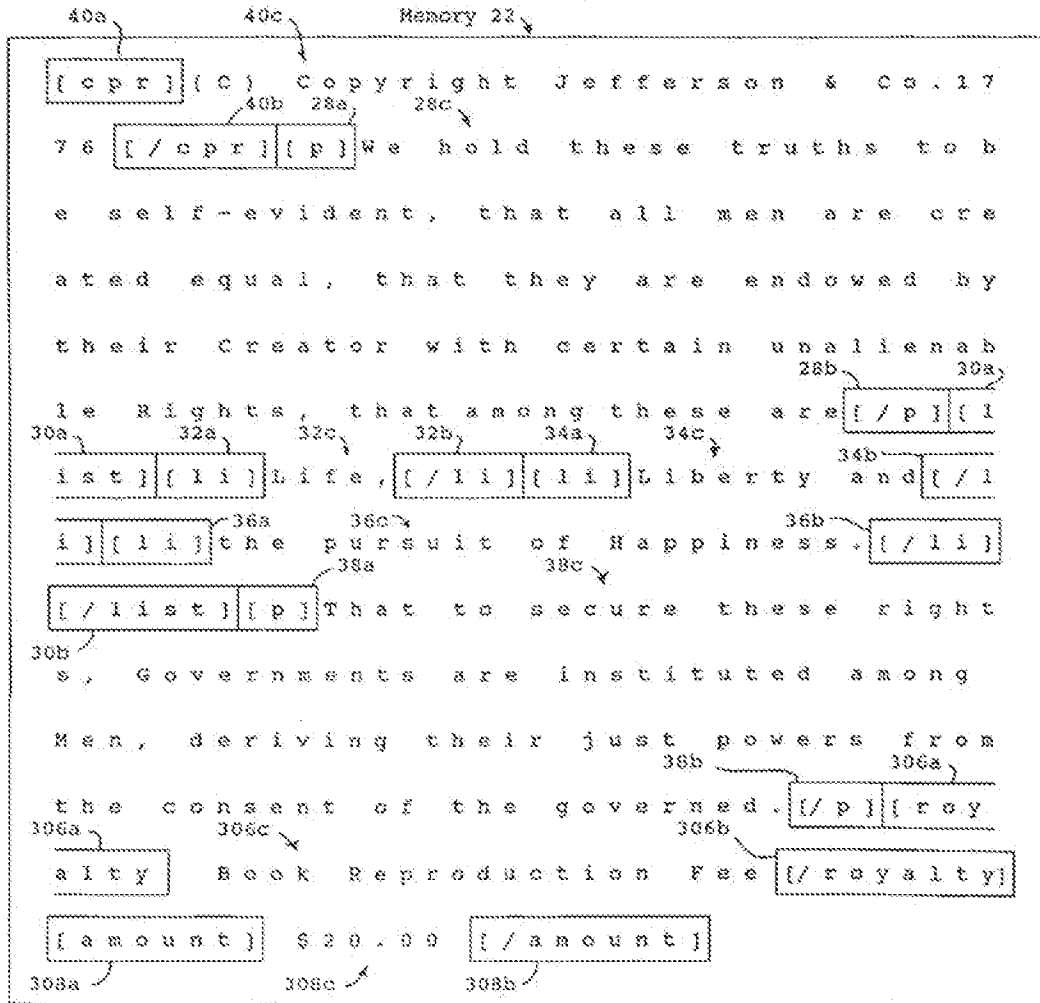 40a 40c Memory 22
[cpr](C) Copyright Jefferson & Co.17
40b 28a 28c
76 [/cpr][p]We hold these truths to b
e self-evident, that all men are cre
ated equal, that they are endowed by
their Creator with certain unalienab
28b 30a
le Rights, that among these are[/p][l
30a 32a 32c 32b 34a 34c 34b
ist][li]Life,[/li][li]Liberty and[/l
36a 36c 36b
i][li]the pursuit of Happiness.[/li]
38a 38c
[/list][p]That to secure these right
30b
s, Governments are instituted among
Men, deriving their just powers from
38b 306a
the consent of the governed.[/p][roy
306a 306c 306b
alty Book Reproduction Fee [/royalty]
[amount] $20.00 [/amount]
308a 308c 308b